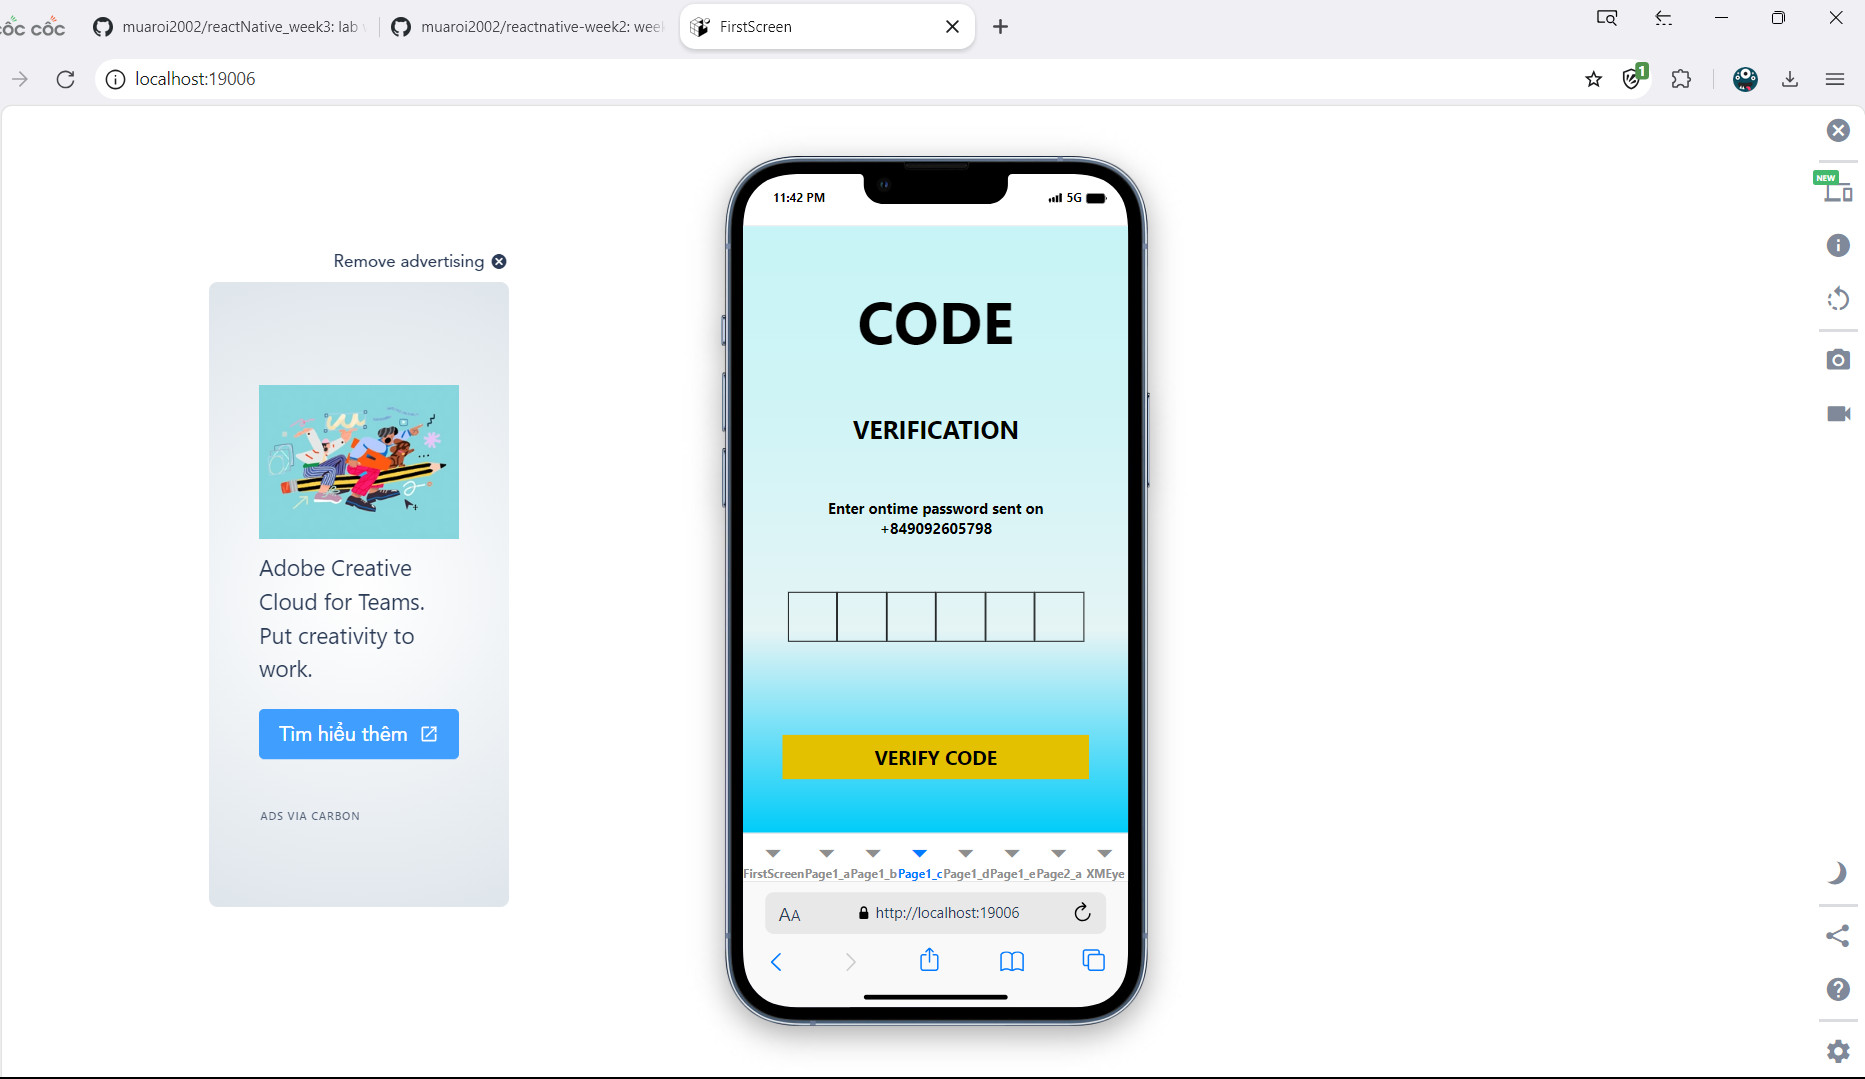 cốc cốc
muaroi2002/reactNative_week3: lab
muaroi2002/reactnative-week2: week
FirstScreen
localhost:19006
1
NEW
Remove advertising
Adobe Creative
Cloud for Teams.
Put creativity to
work.
Tìm hiểu thêm
ADS VIA CARBON
11:42 PM
5G
CODE
VERIFICATION
Enter ontime password sent on
+849092605798
VERIFY CODE
FirstScreen Page1_a Page1_b Page1_c Page1_d Page1_e Page2_a XMEye
AA
http://localhost:19006